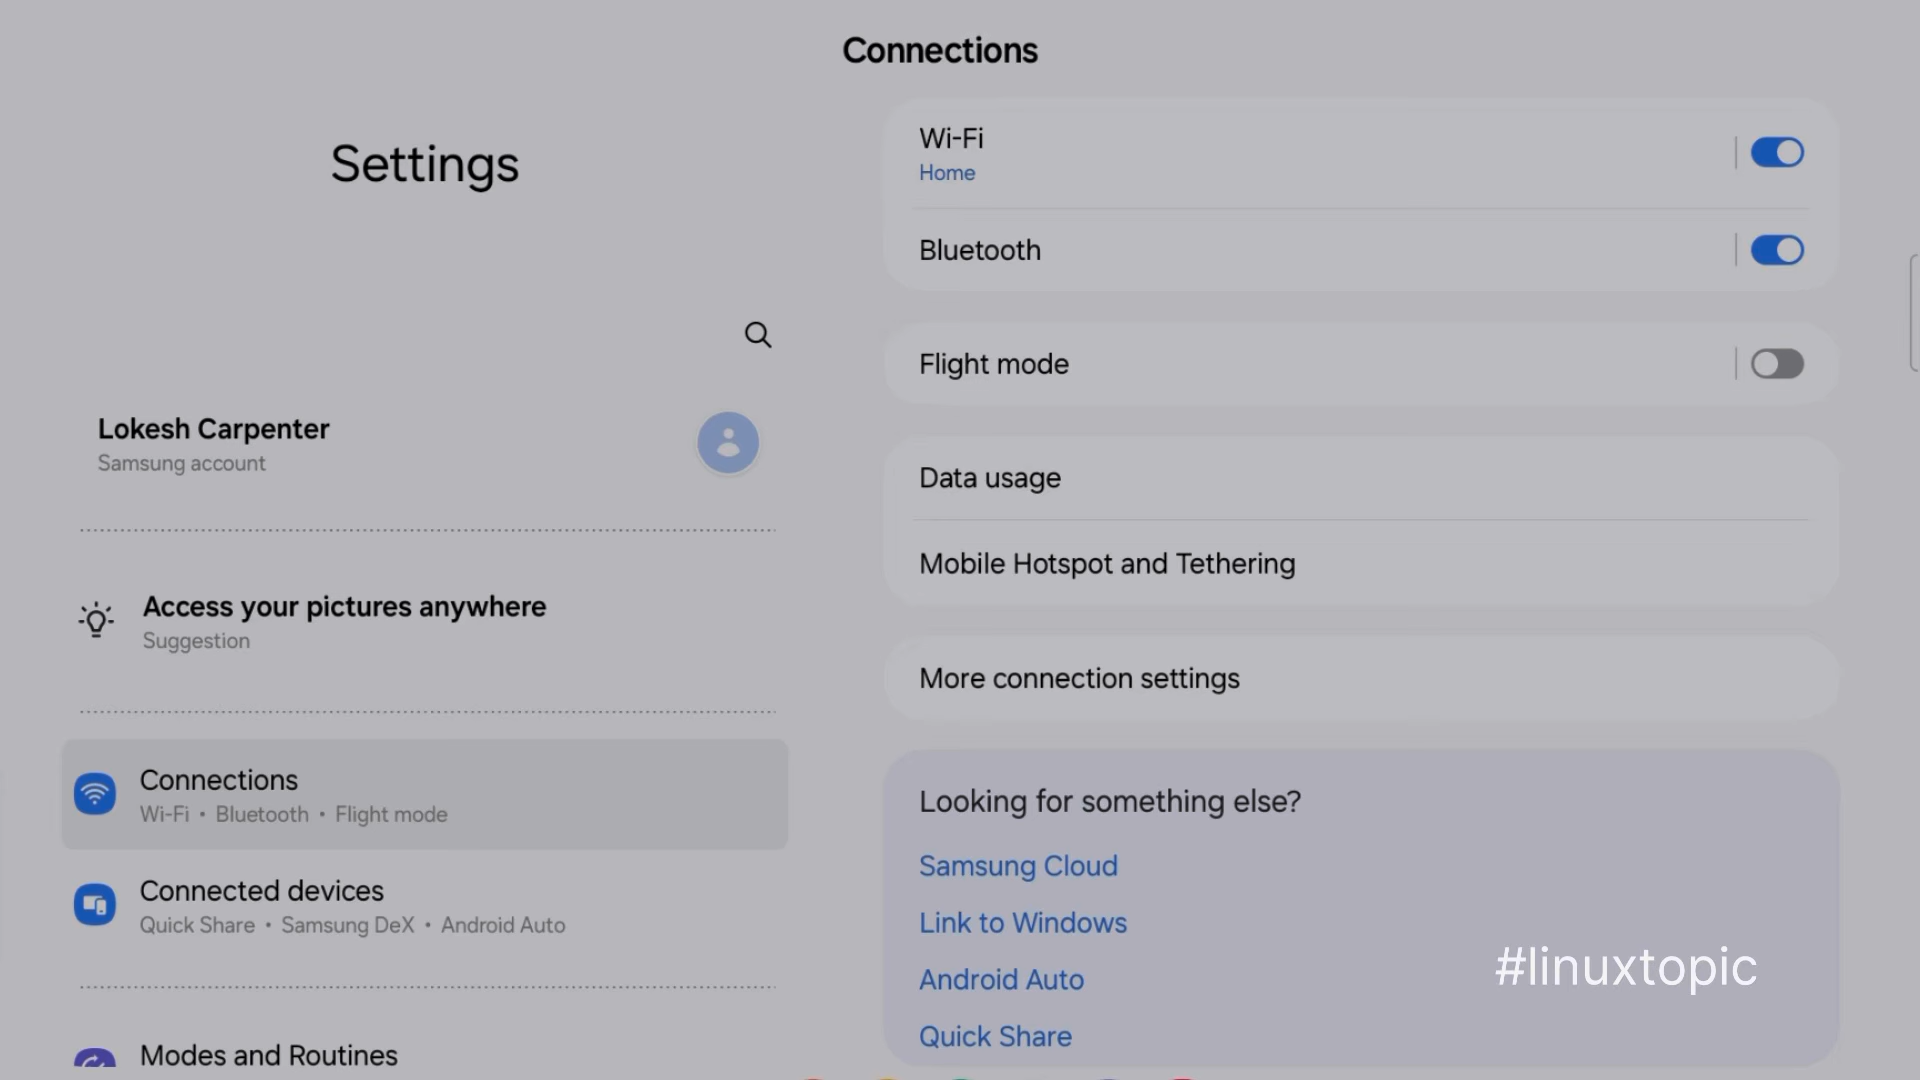 Settings
Lokesh Carpenter
Samsung account
Access your pictures anywhere
Suggestion
Connections
Wi-Fi • Bluetooth • Flight mode
Connected devices
Quick Share • Samsung DeX • Android Auto
Modes and Routines
Connections
Wi-Fi
Home
Bluetooth
Flight mode
Data usage
Mobile Hotspot and Tethering
More connection settings
Looking for something else?
Samsung Cloud
Link to Windows
Android Auto
Quick Share
#linuxtopic